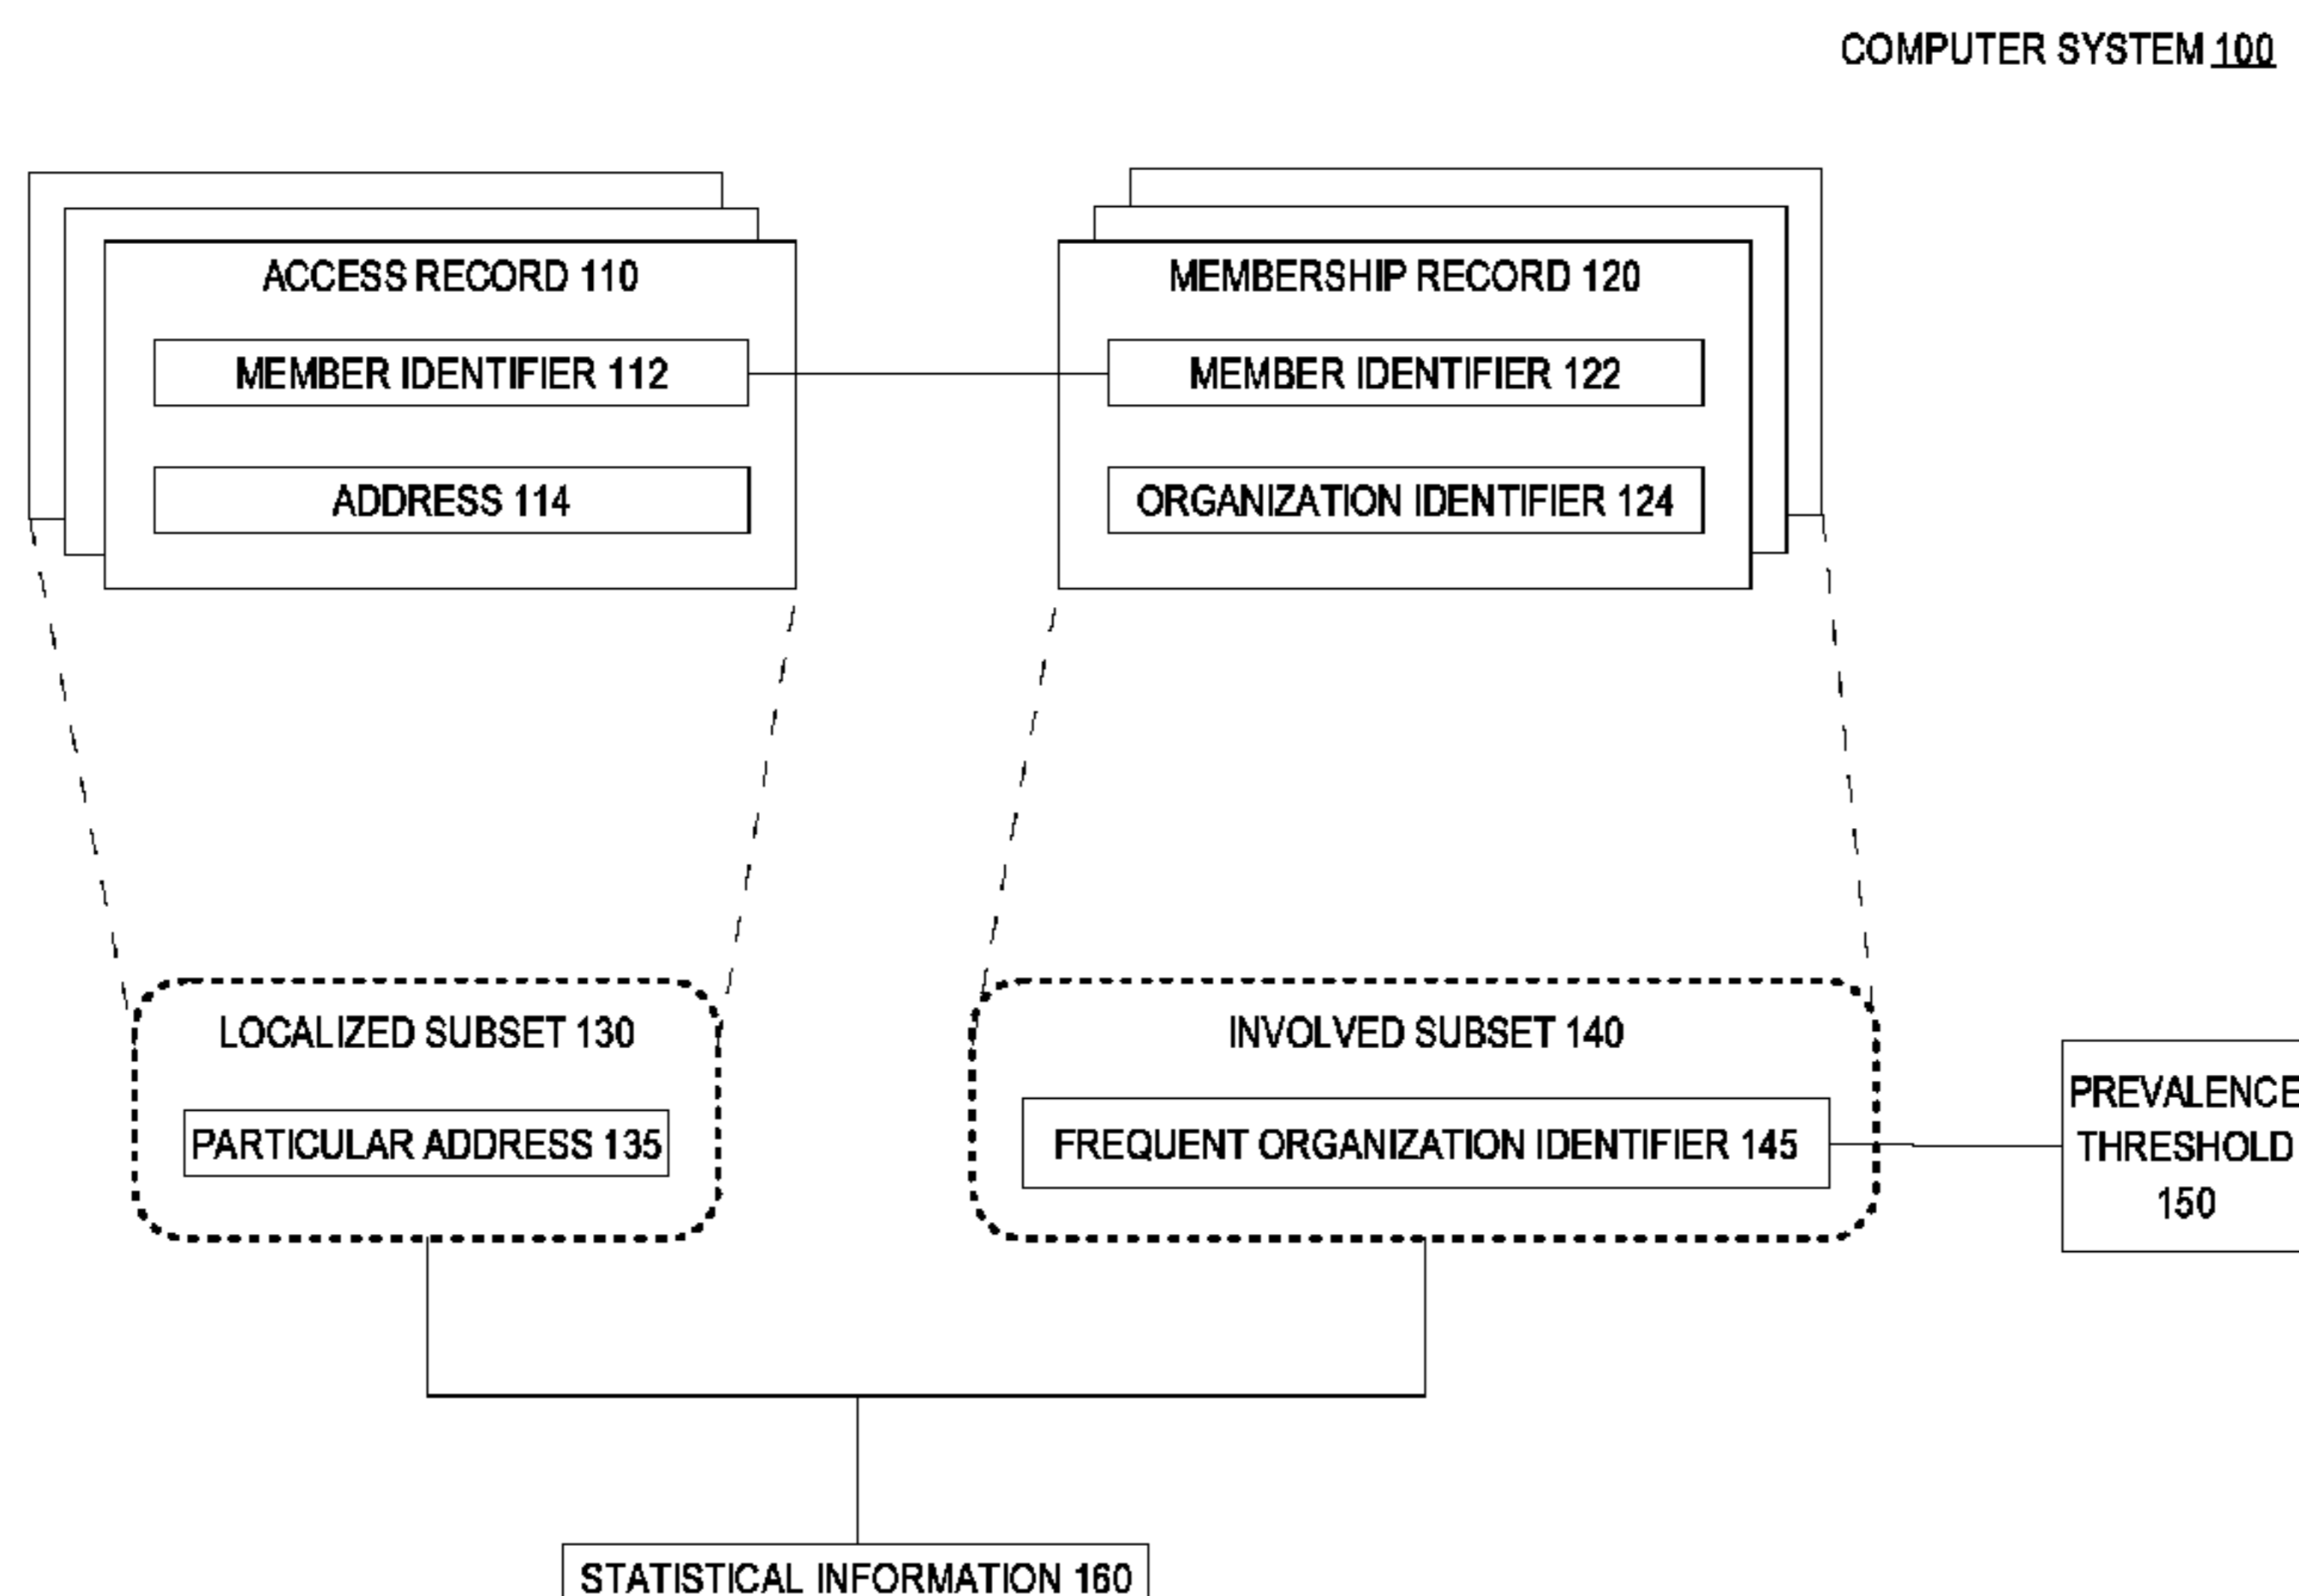 COMPUTER SYSTEM 100
ACCESS RECORD 110
MEMBER IDENTIFIER 112
ADDRESS 114
MEMBERSHIP RECORD 120
MEMBER IDENTIFIER 122
ORGANIZATION IDENTIFIER 124
LOCALIZED SUBSET 130
PARTICULAR ADDRESS 135
INVOLVED SUBSET 140
FREQUENT ORGANIZATION IDENTIFIER 145
PREVALENCE
THRESHOLD
150
STATISTICAL INFORMATION 160